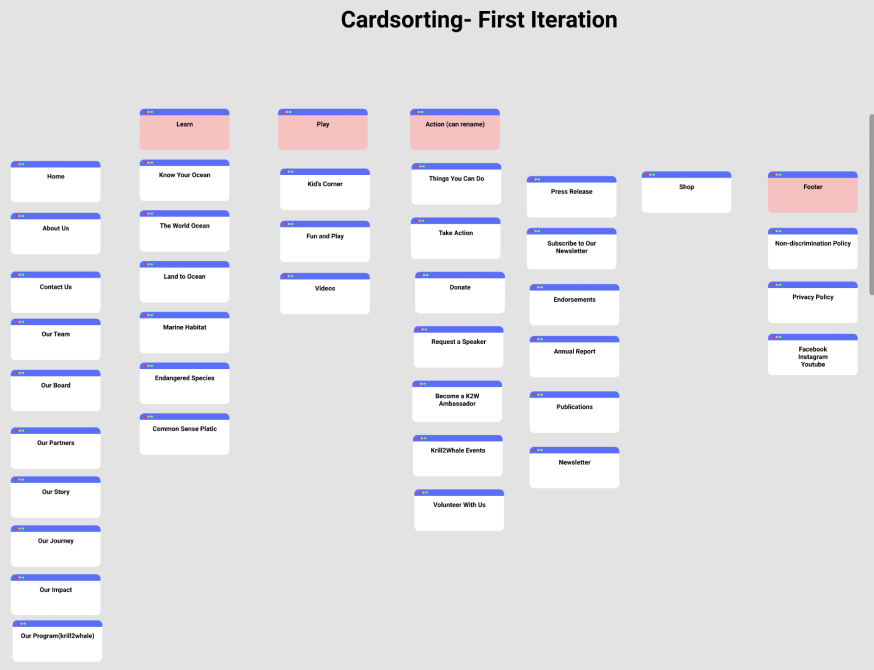 Cardsorting- First Iteration
Home
About Us
Contact Us
Our Team
Our Board
Our Partners
Our Story
Our Journey
Our Impact
Our Program(krill2whale)
Learn
Know Your Ocean
The World Ocean
Land to Ocean
Marine Habitat
Endangered Species
Common Sense Platic
Play
Kid's Corner
Fun and Play
Videos
Action (can rename)
Things You Can Do
Take Action
Donate
Request a Speaker
Become a K2W
Ambassador
Krill2Whale Events
Volunteer With Us
Press Release
Subscribe to Our
Newsletter
Endorsements
Annual Report
Publications
Newsletter
Shop
Footer
Non-discrimination Policy
Privacy Policy
Facebook
Instagram
Youtube